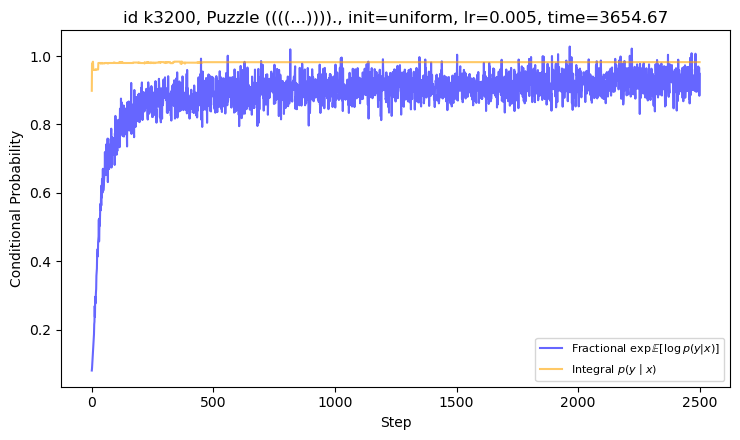 id k3200, Puzzle ((((...))))., init=uniform, lr=0.005, time=3654.67
Conditional Probability
1.0
0.8
0.6
0.4
0.2
0
500
1000
1500
2000
2500
Step
Fractional exp𝔼[log p(y|x)]
Integral p(y | x)